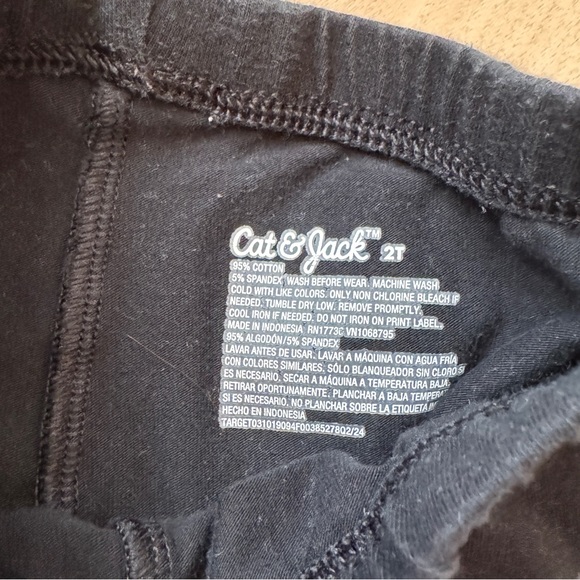 Cat & Jack™ 2T
95% COTTON
5% SPANDEX WASH BEFORE WEAR. MACHINE WASH
COLD WITH LIKE COLORS. ONLY NON CHLORINE BLEACH IF
NEEDED. TUMBLE DRY LOW. REMOVE PROMPTLY.
COOL IRON IF NEEDED. DO NOT IRON ON PRINT LABEL.
MADE IN INDONESIA RN17730 VN1068795
95% ALGODÓN/5% SPANDEX
LAVAR ANTES DE USAR. LAVAR A MÁQUINA CON AGUA FRÍA
CON COLORES SIMILARES. SÓLO BLANQUEADOR SIN CLORO
ES NECESARIO, SECAR A MÁQUINA A TEMPERATURA BAJA.
RETIRAR OPORTUNAMENTE. PLANCHAR A BAJA TEMPER
SI ES NECESARIO. NO PLANCHAR SOBRE LA ETIQUETA
HECHO EN INDONESIA